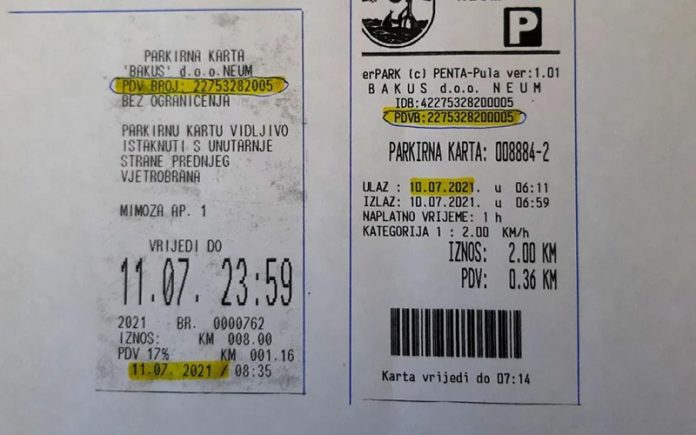 PARKIRNA KARTA
'BAKUS' d.o.o.NEUM
PDV BROJ: 22753282005
BEZ OGRANIČENJA
PARKIRNU KARTU VIDLJIVO
ISTAKNUTI S UNUTARNJE
STRANE PREDNJEG
VJETROBRANA
MIMOZA AP. 1
VRIJEDI DO
11.07. 23:59
2021 BR. 0000762
IZNOS: KM 008.00
PDV 17% KM 001.16
11.07. 2021 / 08:35
NEUM
P
erPARK (c) PENTA-Pula ver:1.01
BAKUS d.o.o. NEUM
IDB:42275328200005
PDVB:2275328200005
PARKIRNA KARTA: 008884-2
ULAZ : 10.07.2021. u 06:11
IZLAZ: 10.07.2021. u 06:59
NAPLATNO VRIJEME: 1 h
KATEGORIJA 1 : 2.00 KM/h
IZNOS: 2.00 KM
PDV: 0.36 KM
Karta vrijedi do 07:14